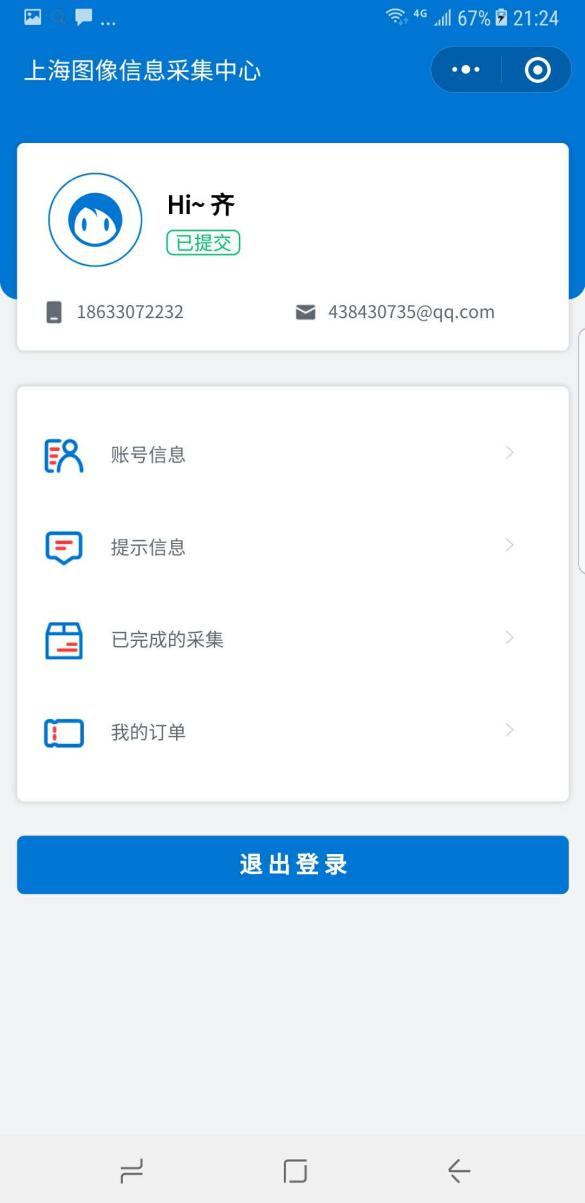 ... 4G 67% 21:24
上海图像信息采集中心
Hi~ 齐
已提交
18633072232 438430735@qq.com
账号信息
提示信息
已完成的采集
我的订单
退出登录